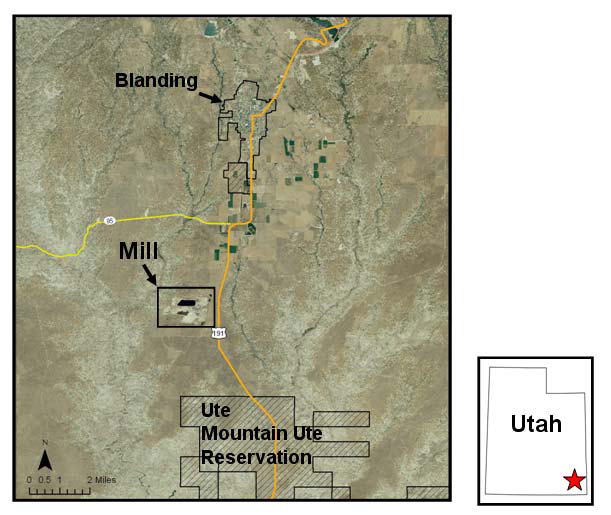 Blanding
95
Mill
191
Ute
Mountain Ute
Reservation
N
0 0.5 1 2 Miles
Utah